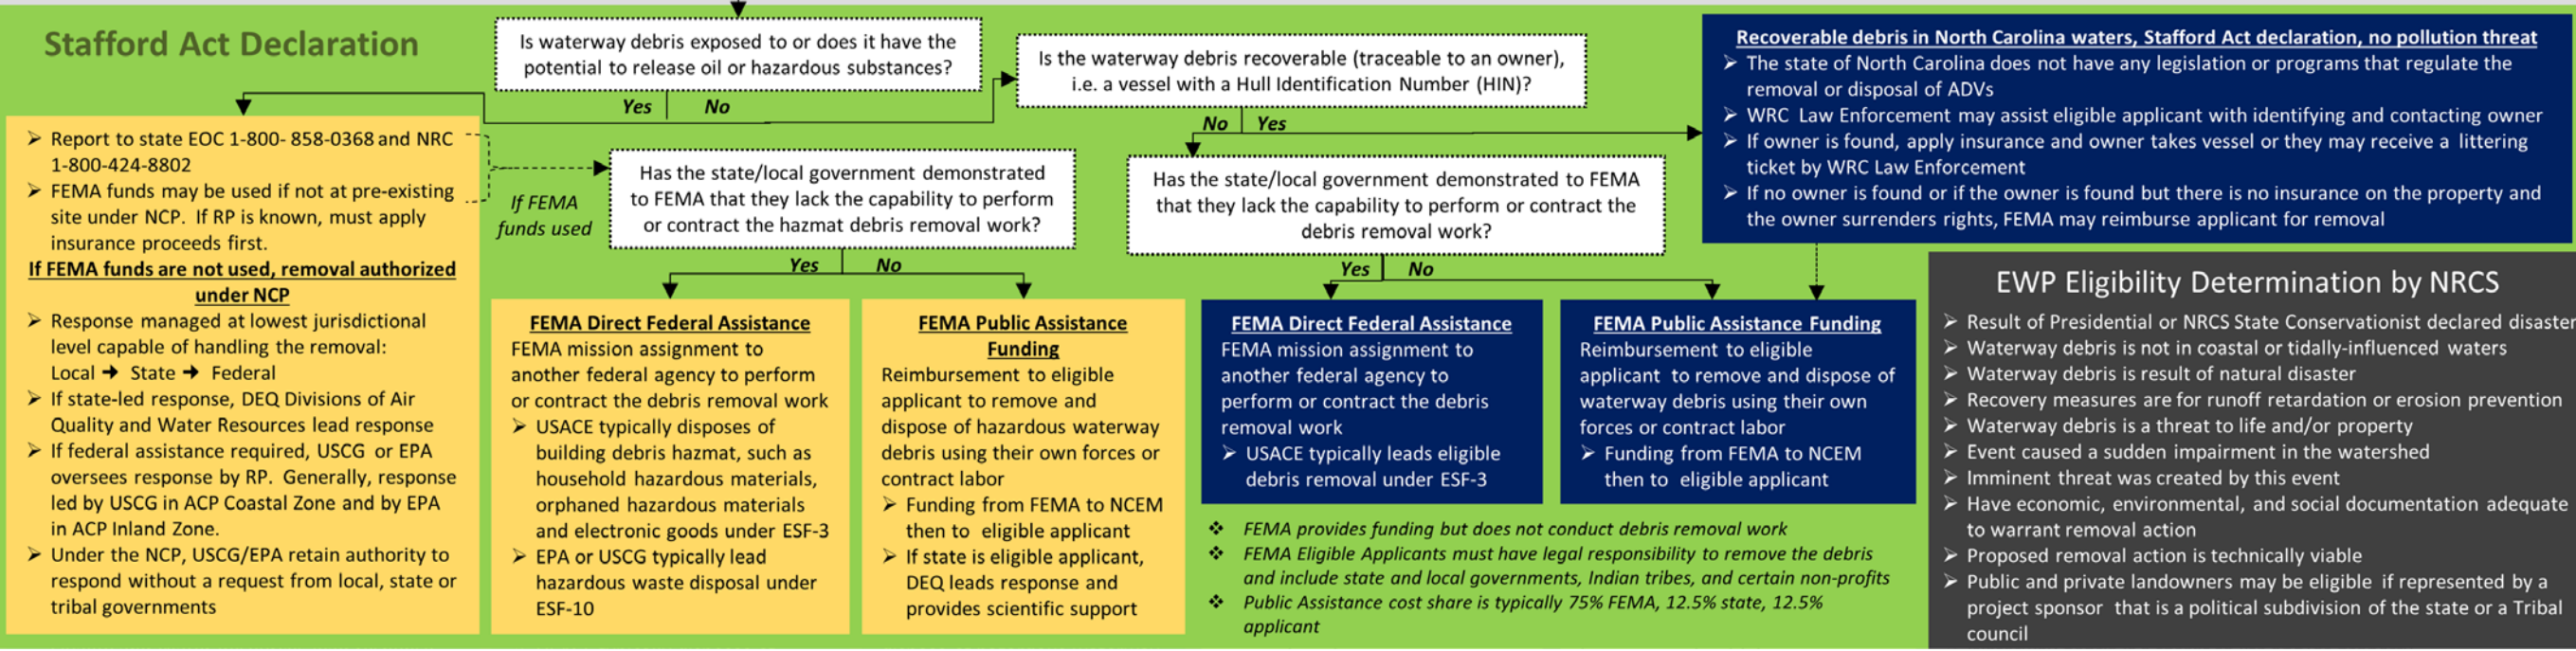 Stafford Act Declaration
Is waterway debris exposed to or does it have the
potential to release oil or hazardous substances?
Yes
No
Is the waterway debris recoverable (traceable to an owner),
i.e. a vessel with a Hull Identification Number (HIN)?
No
Yes
Recoverable debris in North Carolina waters, Stafford Act declaration, no pollution threat
➢ The state of North Carolina does not have any legislation or programs that regulate the
removal or disposal of ADVs
➢ WRC Law Enforcement may assist eligible applicant with identifying and contacting owner
➢ If owner is found, apply insurance and owner takes vessel or they may receive a littering
ticket by WRC Law Enforcement
➢ If no owner is found or if the owner is found but there is no insurance on the property and
the owner surrenders rights, FEMA may reimburse applicant for removal
➢ Report to state EOC 1-800- 858-0368 and NRC
1-800-424-8802
➢ FEMA funds may be used if not at pre-existing
site under NCP. If RP is known, must apply
insurance proceeds first.
If FEMA funds are not used, removal authorized
under NCP
➢ Response managed at lowest jurisdictional
level capable of handling the removal:
Local ➔ State ➔ Federal
➢ If state-led response, DEQ Divisions of Air
Quality and Water Resources lead response
➢ If federal assistance required, USCG or EPA
oversees response by RP. Generally, response
led by USCG in ACP Coastal Zone and by EPA
in ACP Inland Zone.
➢ Under the NCP, USCG/EPA retain authority to
respond without a request from local, state or
tribal governments
If FEMA
funds used
Has the state/local government demonstrated
to FEMA that they lack the capability to perform
or contract the hazmat debris removal work?
Yes
No
Has the state/local government demonstrated to FEMA
that they lack the capability to perform or contract the
debris removal work?
Yes
No
FEMA Direct Federal Assistance
FEMA mission assignment to
another federal agency to perform
or contract the debris removal work
➢ USACE typically disposes of
building debris hazmat, such as
household hazardous materials,
orphaned hazardous materials
and electronic goods under ESF-3
➢ EPA or USCG typically lead
hazardous waste disposal under
ESF-10
FEMA Public Assistance
Funding
Reimbursement to eligible
applicant to remove and
dispose of hazardous waterway
debris using their own forces or
contract labor
➢ Funding from FEMA to NCEM
then to eligible applicant
➢ If state is eligible applicant,
DEQ leads response and
provides scientific support
FEMA Direct Federal Assistance
FEMA mission assignment to
another federal agency to
perform or contract the debris
removal work
➢ USACE typically leads eligible
debris removal under ESF-3
FEMA Public Assistance Funding
Reimbursement to eligible
applicant to remove and dispose of
waterway debris using their own
forces or contract labor
➢ Funding from FEMA to NCEM
then to eligible applicant
❖ FEMA provides funding but does not conduct debris removal work
❖ FEMA Eligible Applicants must have legal responsibility to remove the debris
and include state and local governments, Indian tribes, and certain non-profits
❖ Public Assistance cost share is typically 75% FEMA, 12.5% state, 12.5%
applicant
EWP Eligibility Determination by NRCS
➢ Result of Presidential or NRCS State Conservationist declared disaster
➢ Waterway debris is not in coastal or tidally-influenced waters
➢ Waterway debris is result of natural disaster
➢ Recovery measures are for runoff retardation or erosion prevention
➢ Waterway debris is a threat to life and/or property
➢ Event caused a sudden impairment in the watershed
➢ Imminent threat was created by this event
➢ Have economic, environmental, and social documentation adequate
to warrant removal action
➢ Proposed removal action is technically viable
➢ Public and private landowners may be eligible if represented by a
project sponsor that is a political subdivision of the state or a Tribal
council